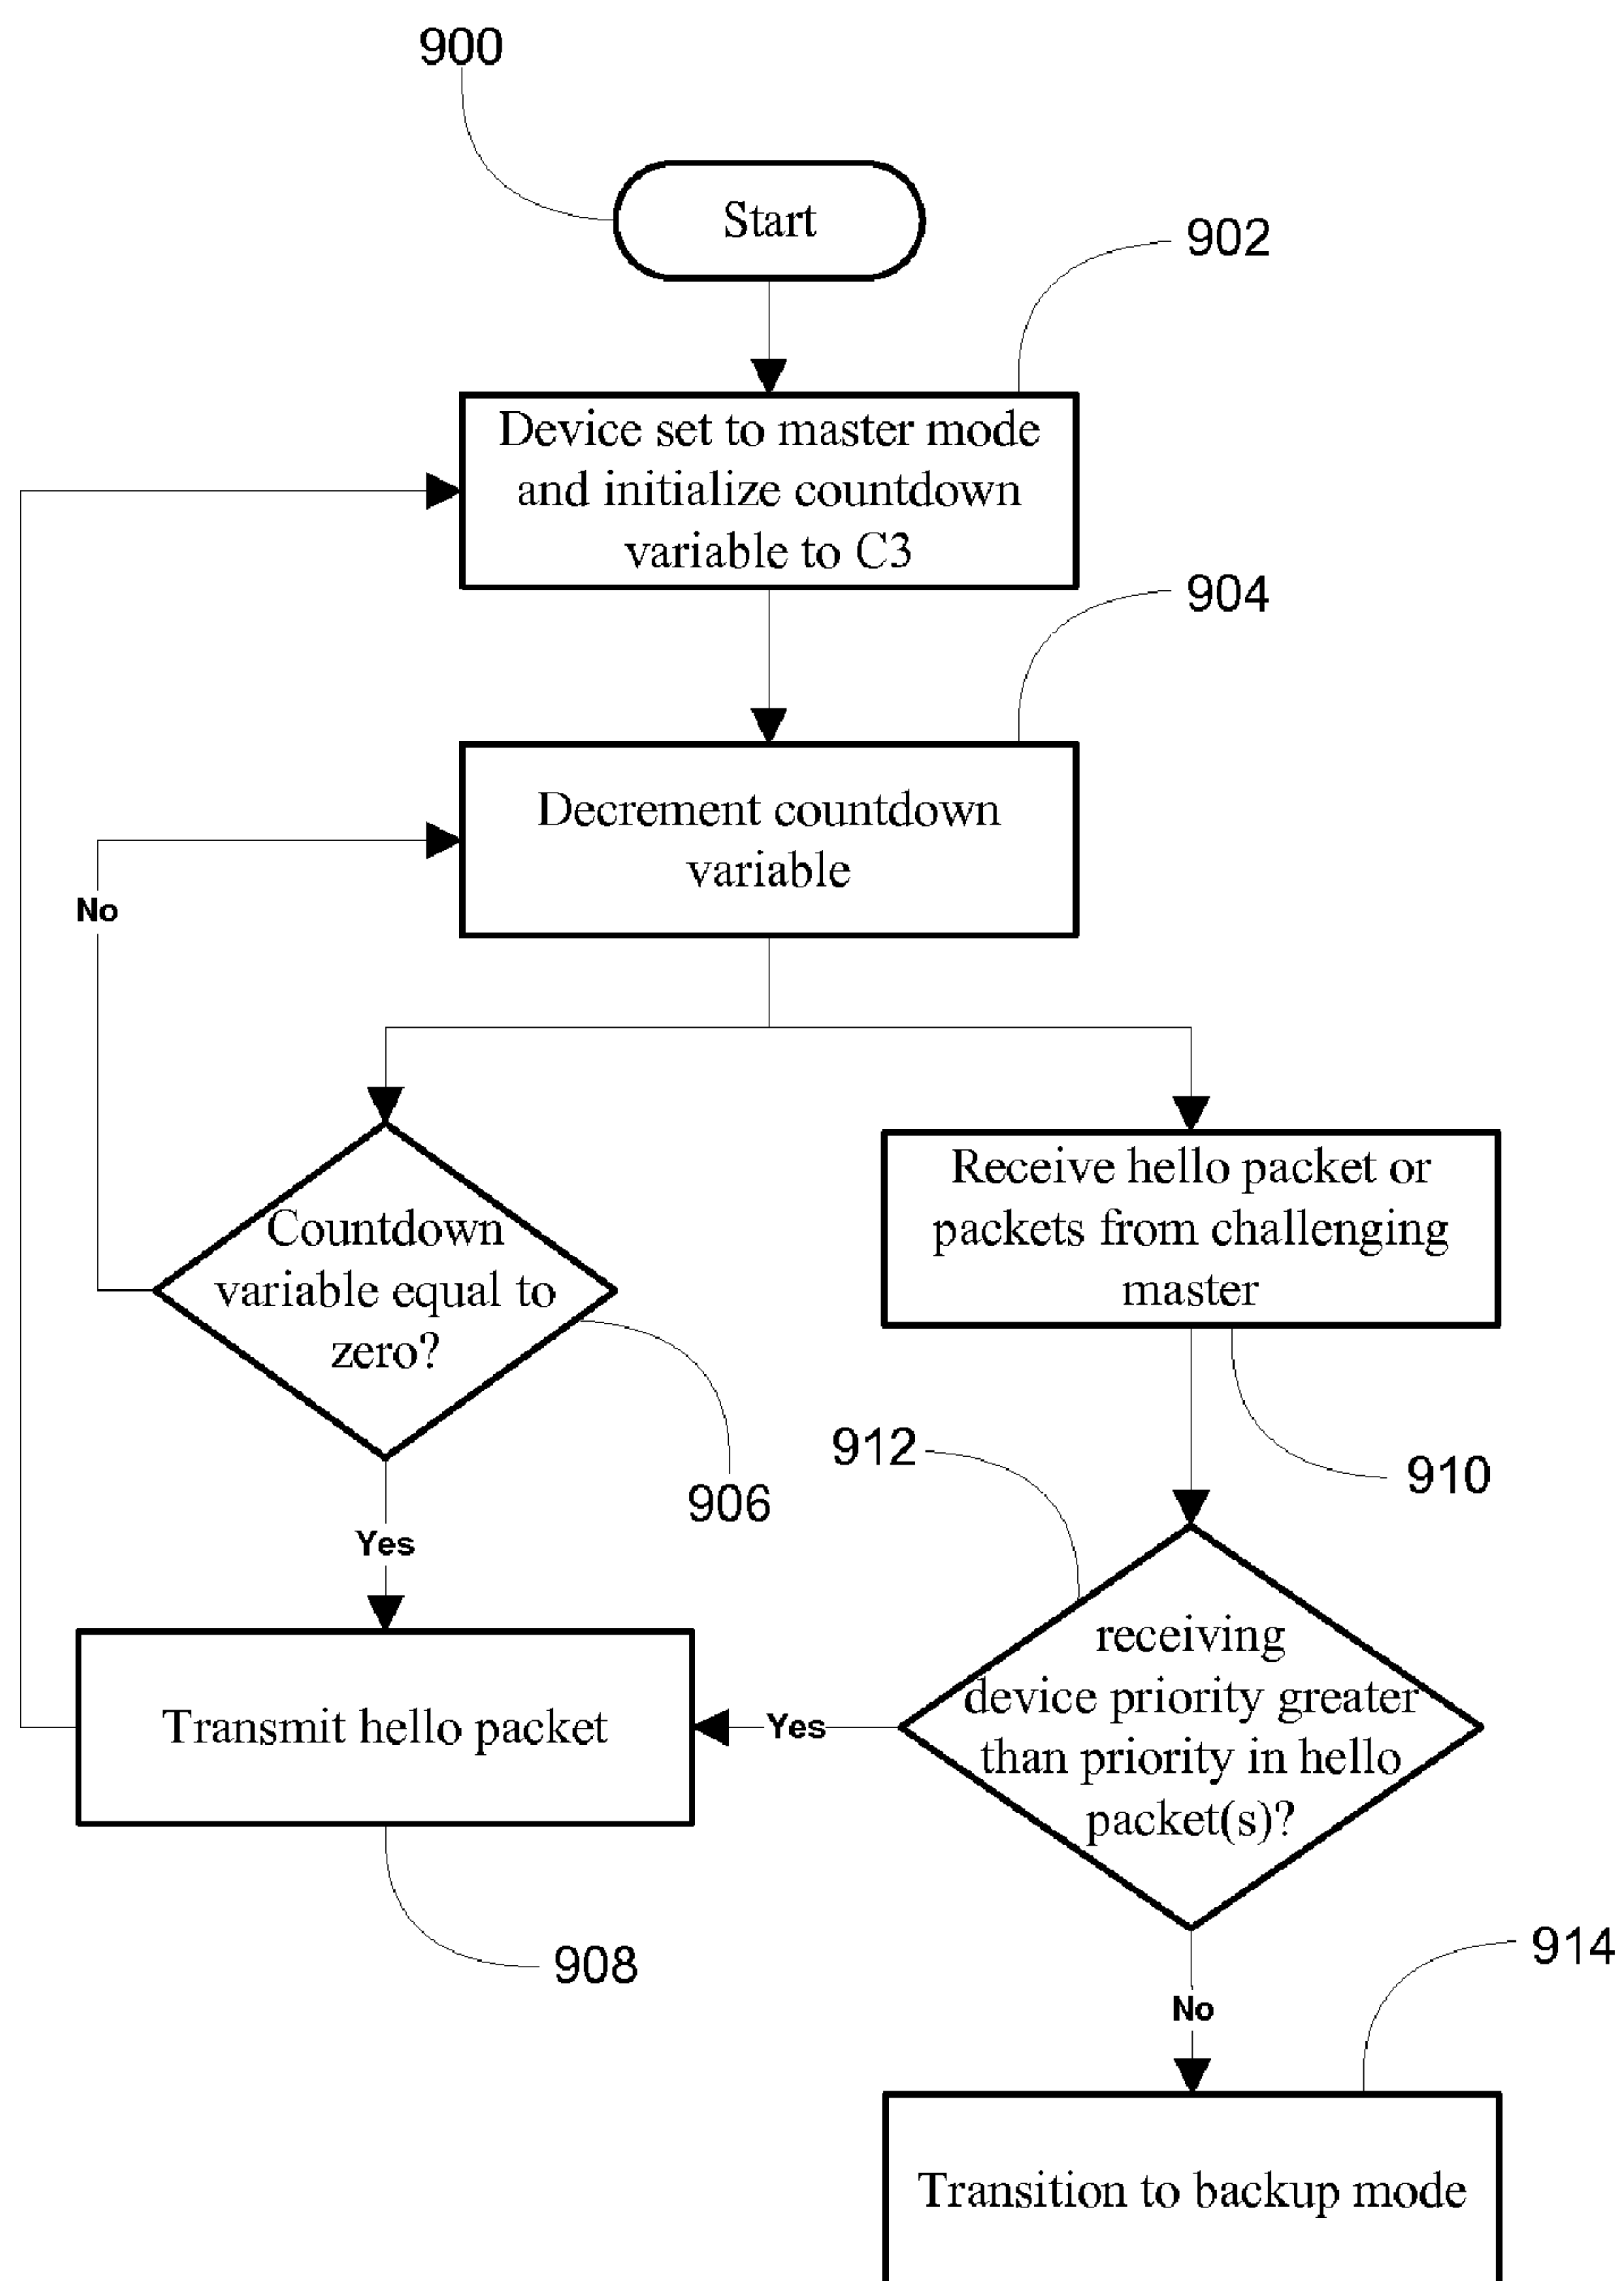 900
Start
902
Device set to master mode
and initialize countdown
variable to C3
904
Decrement countdown
variable
No
Countdown
variable equal to
zero?
906
Receive hello packet or
packets from challenging
master
910
912
Yes
receiving
device priority greater
than priority in hello
packet(s)?
Yes
Transmit hello packet
908
No
914
Transition to backup mode